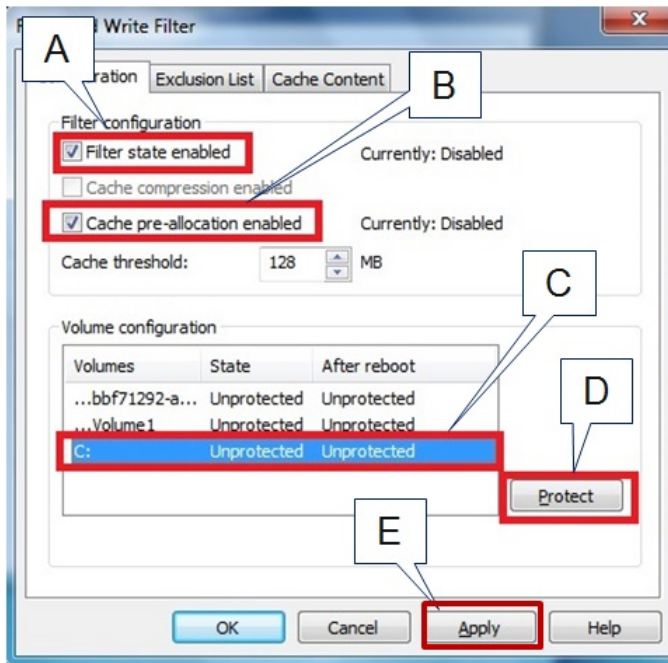 Write Filter
A
B
Exclusion List
Cache Content
Filter configuration
Filter state enabled
Currently: Disabled
Cache compression enabled
Cache pre-allocation enabled
Currently: Disabled
Cache threshold:
128
MB
C
Volume configuration
Volumes
State
After reboot
D
...bbf71292-a...
Unprotected
Unprotected
...Volume1
Unprotected
Unprotected
C:
Unprotected
Unprotected
Protect
E
OK
Cancel
Apply
Help